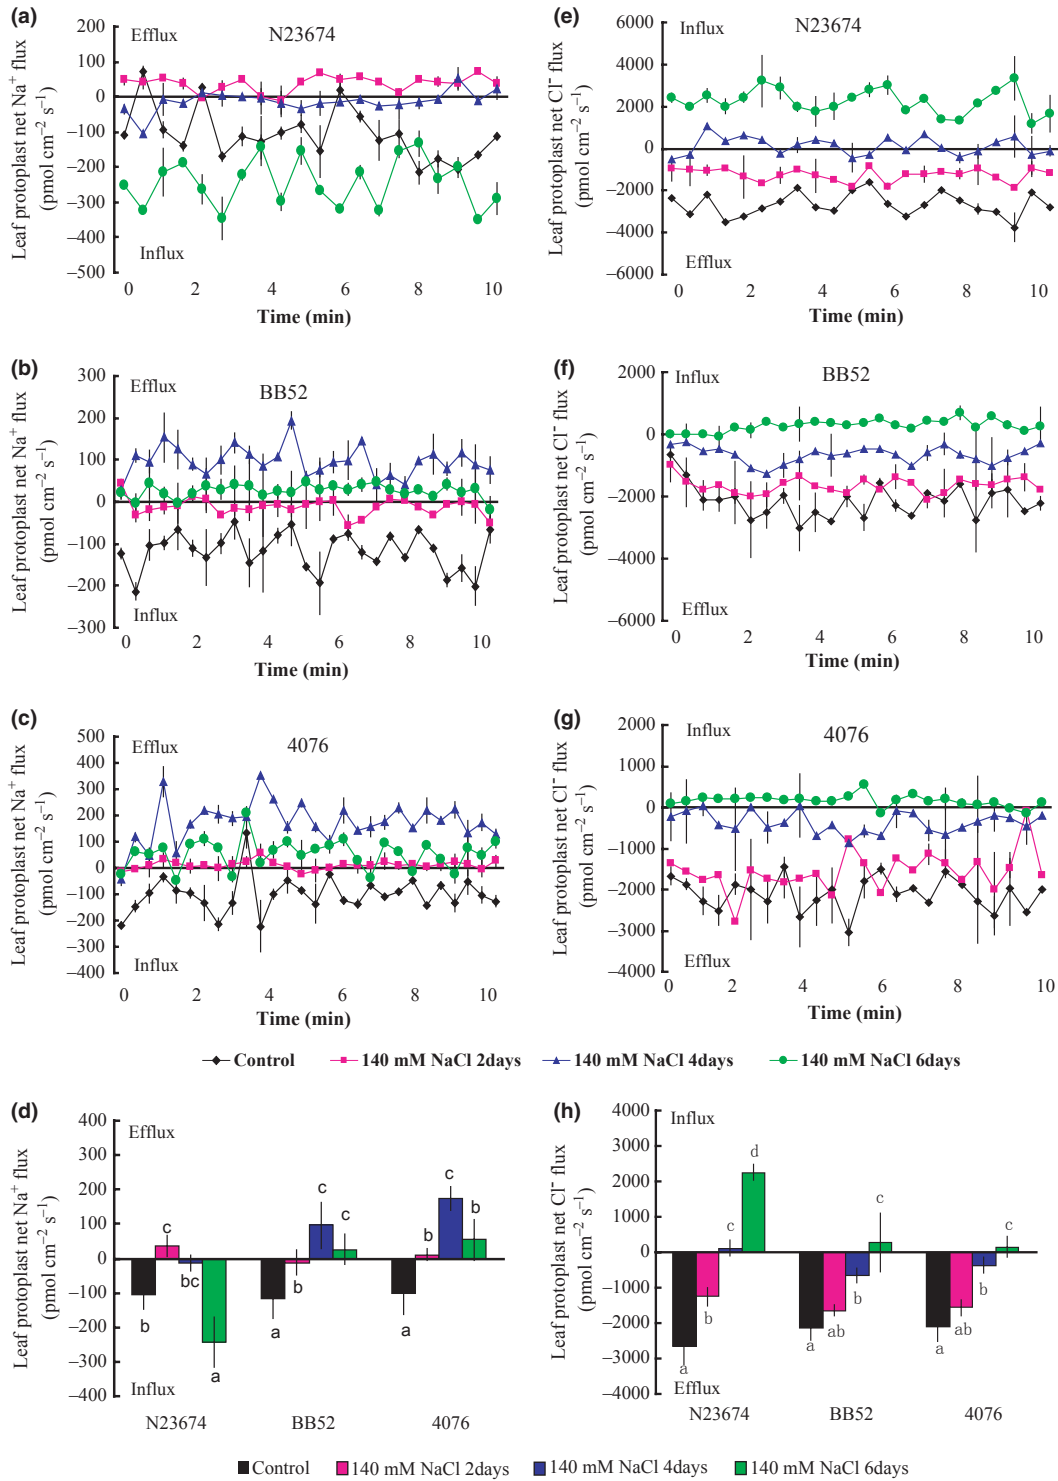 (a)
N23674
Efflux
Leaf protoplast net Na⁺ flux
(pmol cm⁻² s⁻¹)
200
100
0
−100
−200
−300
−400
−500
Influx
0 2 4 6 8 10
Time (min)
(b)
BB52
Efflux
Leaf protoplast net Na⁺ flux
(pmol cm⁻² s⁻¹)
300
200
100
0
−100
−200
−300
Influx
0 2 4 6 8 10
Time (min)
(c)
4076
Efflux
Leaf protoplast net Na⁺ flux
(pmol cm⁻² s⁻¹)
500
400
300
200
100
0
−100
−200
−300
−400
Influx
0 2 4 6 8 10
Time (min)
(e)
N23674
Influx
Leaf protoplast net Cl⁻ flux
(pmol cm⁻² s⁻¹)
6000
4000
2000
0
−2000
−4000
−6000
Efflux
0 2 4 6 8 10
Time (min)
(f)
BB52
Influx
Leaf protoplast net Cl⁻ flux
(pmol cm⁻² s⁻¹)
2000
0
−2000
−4000
−6000
Efflux
0 2 4 6 8 10
Time (min)
(g)
4076
Influx
Leaf protoplast net Cl⁻ flux
(pmol cm⁻² s⁻¹)
2000
1000
0
−1000
−2000
−3000
−4000
Efflux
0 2 4 6 8 10
Time (min)
Control 140 mM NaCl 2days 140 mM NaCl 4days 140 mM NaCl 6days
(d)
Efflux
Leaf protoplast net Na⁺ flux
(pmol cm⁻² s⁻¹)
400
300
200
100
0
−100
−200
−300
−400
b c bc a
a b c c
a b c b
Influx
N23674 BB52 4076
(h)
Influx
Leaf protoplast net Cl⁻ flux
(pmol cm⁻² s⁻¹)
4000
3000
2000
1000
0
−1000
−2000
−3000
−4000
a b c d
a ab b c
a ab b c
Efflux
N23674 BB52 4076
Control 140 mM NaCl 2days 140 mM NaCl 4days 140 mM NaCl 6days